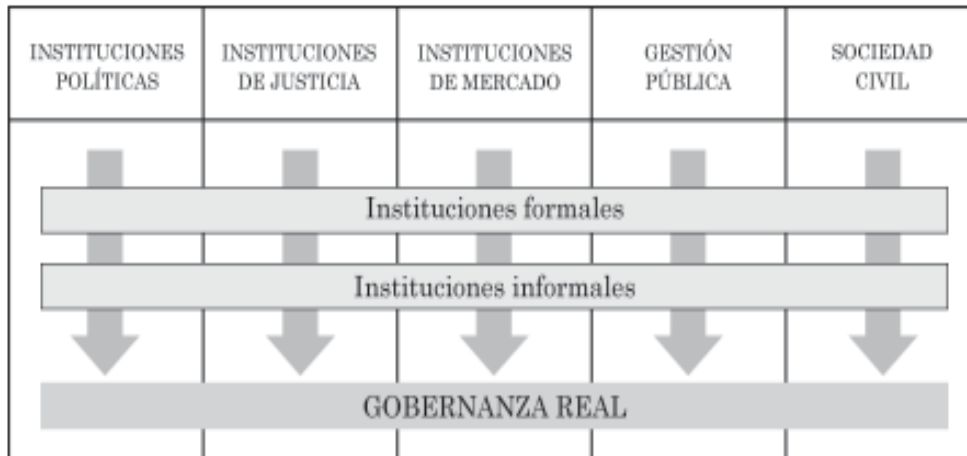 INSTITUCIONES
POLÍTICAS
INSTITUCIONES
DE JUSTICIA
INSTITUCIONES
DE MERCADO
GESTIÓN
PÚBLICA
SOCIEDAD
CIVIL
Instituciones formales
Instituciones informales
GOBERNANZA REAL